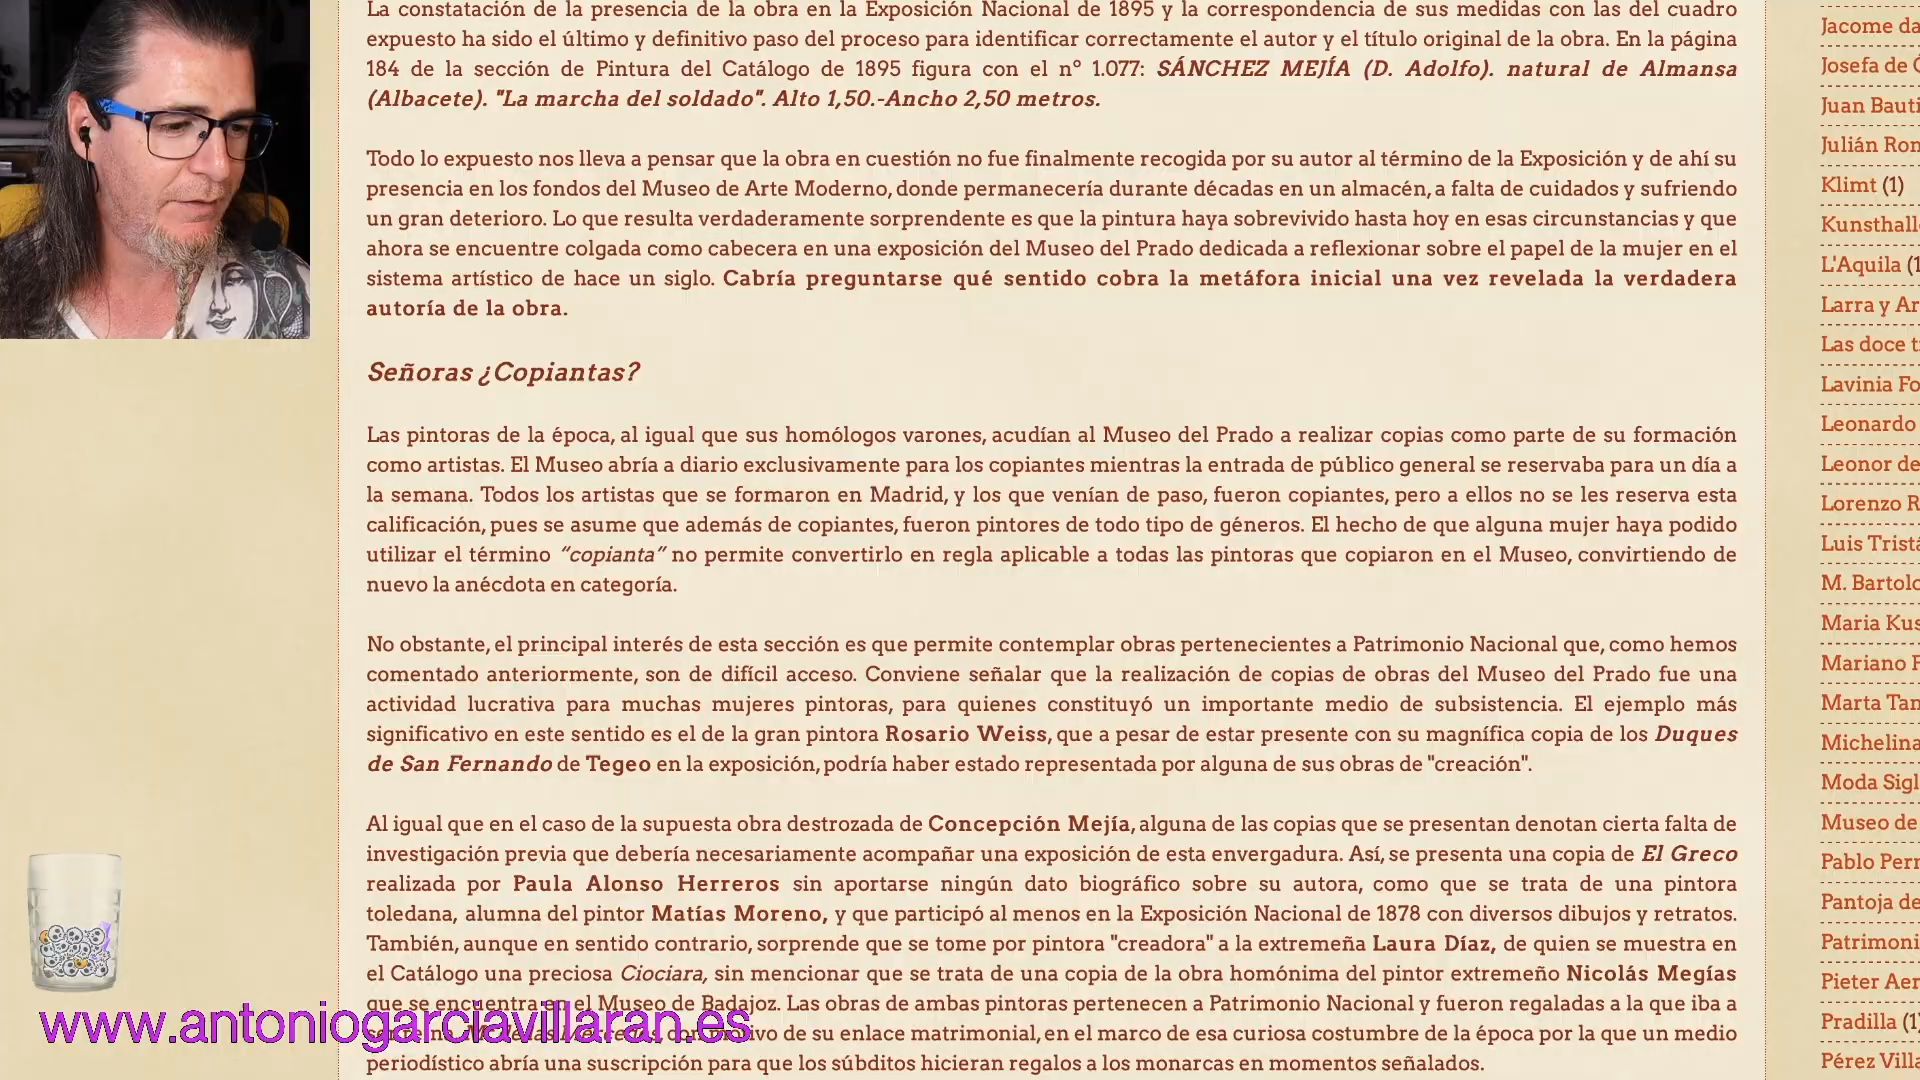 La constatación de la presencia de la obra en la Exposición Nacional de 1895 y la correspondencia de sus medidas con las del cuadro
expuesto ha sido el último y definitivo paso del proceso para identificar correctamente el autor y el título original de la obra. En la página
184 de la sección de Pintura del Catálogo de 1895 figura con el nº 1.077: SÁNCHEZ MEJÍA (D. Adolfo). natural de Almansa
(Albacete). "La marcha del soldado". Alto 1,50.-Ancho 2,50 metros.
Todo lo expuesto nos lleva a pensar que la obra en cuestión no fue finalmente recogida por su autor al término de la Exposición y de ahí su
presencia en los fondos del Museo de Arte Moderno, donde permanecería durante décadas en un almacén, a falta de cuidados y sufriendo
un gran deterioro. Lo que resulta verdaderamente sorprendente es que la pintura haya sobrevivido hasta hoy en esas circunstancias y que
ahora se encuentre colgada como cabecera en una exposición del Museo del Prado dedicada a reflexionar sobre el papel de la mujer en el
sistema artístico de hace un siglo. Cabría preguntarse qué sentido cobra la metáfora inicial una vez revelada la verdadera
autoría de la obra.
Señoras ¿Copiantas?
Las pintoras de la época, al igual que sus homólogos varones, acudían al Museo del Prado a realizar copias como parte de su formación
como artistas. El Museo abría a diario exclusivamente para los copiantes mientras la entrada de público general se reservaba para un día a
la semana. Todos los artistas que se formaron en Madrid, y los que venían de paso, fueron copiantes, pero a ellos no se les reserva esta
calificación, pues se asume que además de copiantes, fueron pintores de todo tipo de géneros. El hecho de que alguna mujer haya podido
utilizar el término “copianta” no permite convertirlo en regla aplicable a todas las pintoras que copiaron en el Museo, convirtiendo de
nuevo la anécdota en categoría.
No obstante, el principal interés de esta sección es que permite contemplar obras pertenecientes a Patrimonio Nacional que, como hemos
comentado anteriormente, son de difícil acceso. Conviene señalar que la realización de copias de obras del Museo del Prado fue una
actividad lucrativa para muchas mujeres pintoras, para quienes constituyó un importante medio de subsistencia. El ejemplo más
significativo en este sentido es el de la gran pintora Rosario Weiss, que a pesar de estar presente con su magnífica copia de los Duques
de San Fernando de Tegeo en la exposición, podría haber estado representada por alguna de sus obras de "creación".
Al igual que en el caso de la supuesta obra destrozada de Concepción Mejía, alguna de las copias que se presentan denotan cierta falta de
investigación previa que debería necesariamente acompañar una exposición de esta envergadura. Así, se presenta una copia de El Greco
realizada por Paula Alonso Herreros sin aportarse ningún dato biográfico sobre su autora, como que se trata de una pintora
toledana, alumna del pintor Matías Moreno, y que participó al menos en la Exposición Nacional de 1878 con diversos dibujos y retratos.
También, aunque en sentido contrario, sorprende que se tome por pintora "creadora" a la extremeña Laura Díaz, de quien se muestra en
el Catálogo una preciosa Ciociara, sin mencionar que se trata de una copia de la obra homónima del pintor extremeño Nicolás Megías
que se encuentra en el Museo de Badajoz. Las obras de ambas pintoras pertenecen a Patrimonio Nacional y fueron regaladas a la que iba a
de su enlace matrimonial, en el marco de esa curiosa costumbre de la época por la que un medio
periodístico abría una suscripción para que los súbditos hicieran regalos a los monarcas en momentos señalados.
www.antoniogarciavillaran.es
Jacome da
Josefa de
Juan Bauti
Julián Ron
Klimt (1)
Kunsthall
L'Aquila (1
Larra y Ar
Las doce t
Lavinia Fo
Leonardo
Leonor de
Lorenzo R
Luis Tristá
M. Bartolo
Maria Kus
Mariano F
Marta Tan
Michelina
Moda Sigl
Museo de
Pablo Pern
Pantoja de
Patrimoni
Pieter Aer
Pradilla (1)
Pérez Villa